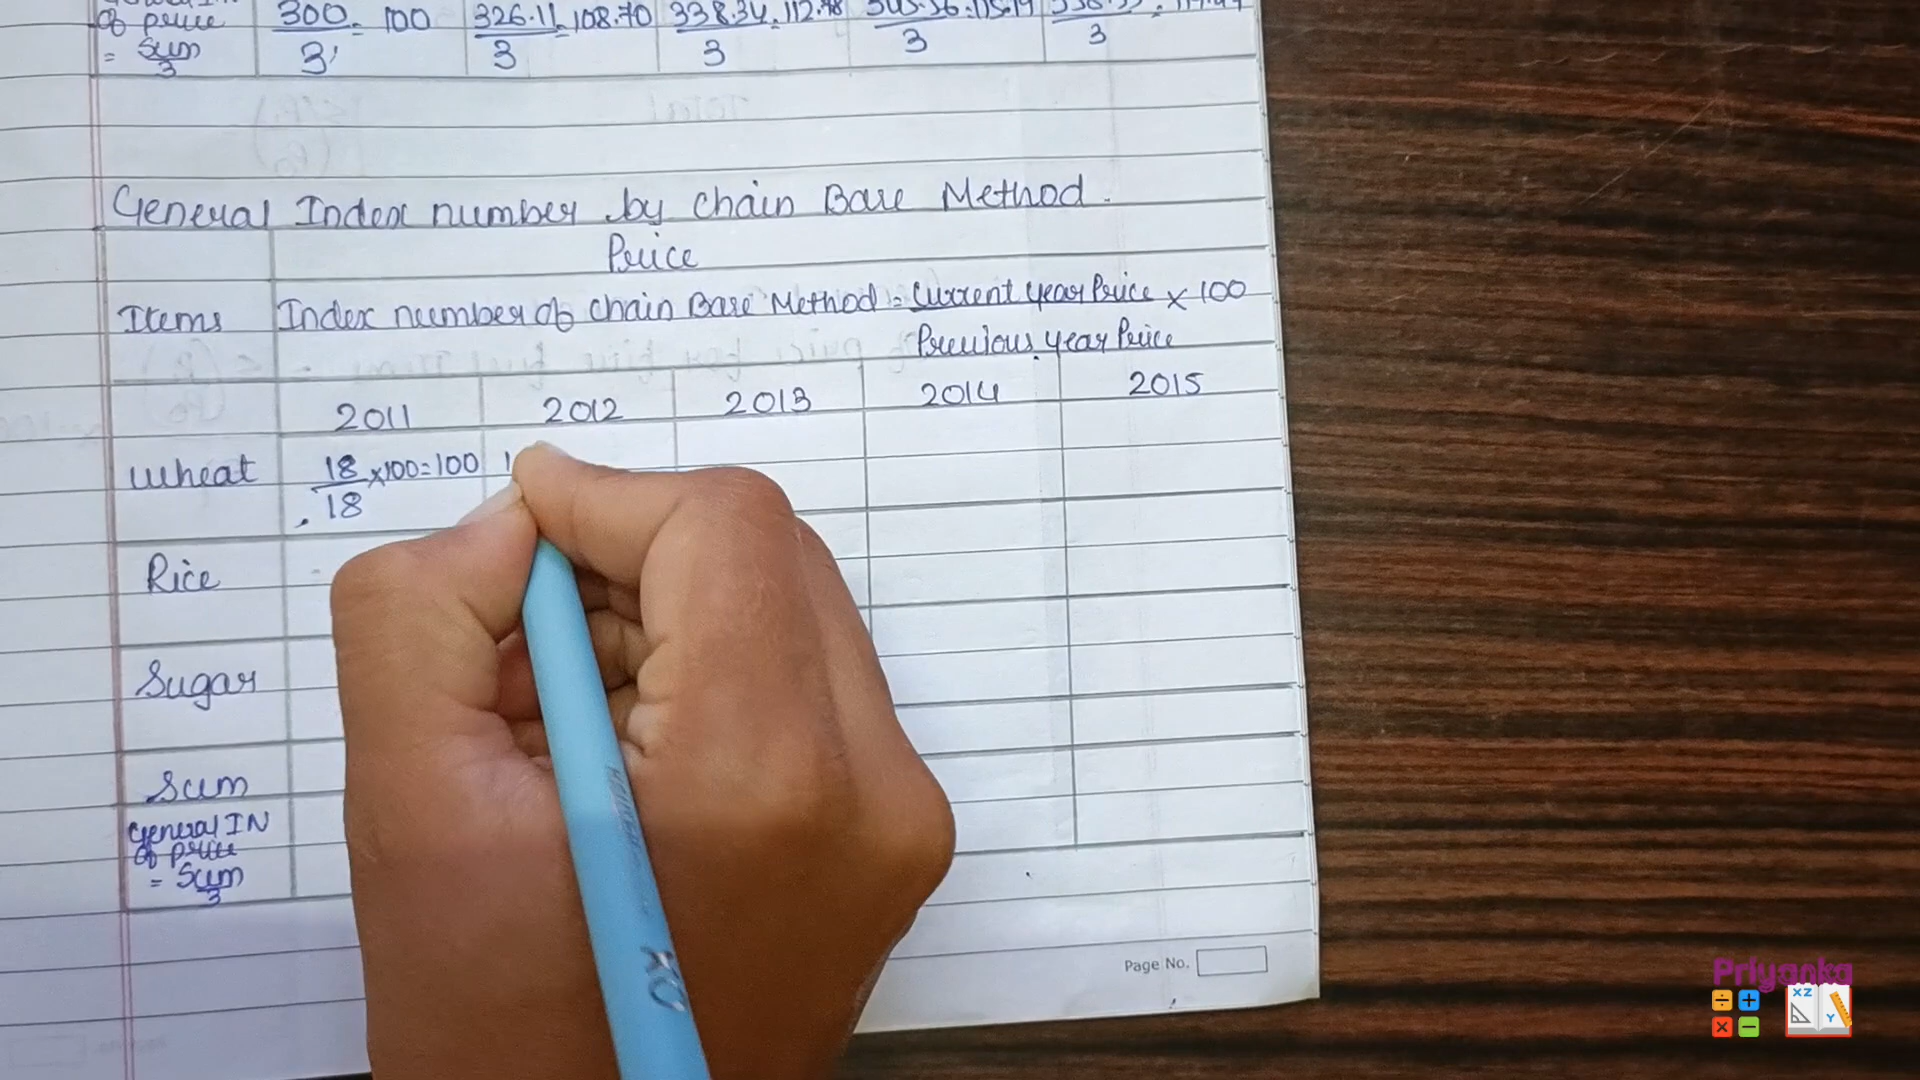 of price
= Sum/3
300/3 = 100
326.11/3 = 108.70
338.34/3 = 112.78
3
3
General Index number by Chain Base Method.
Price
Items
Index number of Chain Base Method = Current year Price × 100
Previous year Price
2011 2012 2013 2014 2015
Wheat 18/18 ×100=100 1
Rice
Sugar
Sum
General IN
of price
= Sum/3
Page No.
Priyanka
XZ
Y